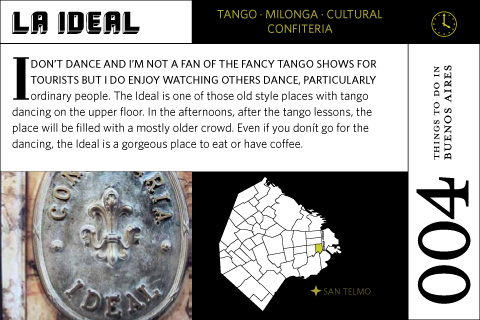 LA IDEAL
TANGO · MILONGA · CULTURAL
CONFITERIA
I DON'T DANCE AND I'M NOT A FAN OF THE FANCY TANGO SHOWS FOR
TOURISTS BUT I DO ENJOY WATCHING OTHERS DANCE, PARTICULARLY
ordinary people. The Ideal is one of those old style places with tango
dancing on the upper floor. In the afternoons, after the tango lessons, the
place will be filled with a mostly older crowd. Even if you donít go for the
dancing, the Ideal is a gorgeous place to eat or have coffee.
THINGS TO DO IN
BUENOS AIRES
004
IDEAL
SAN TELMO